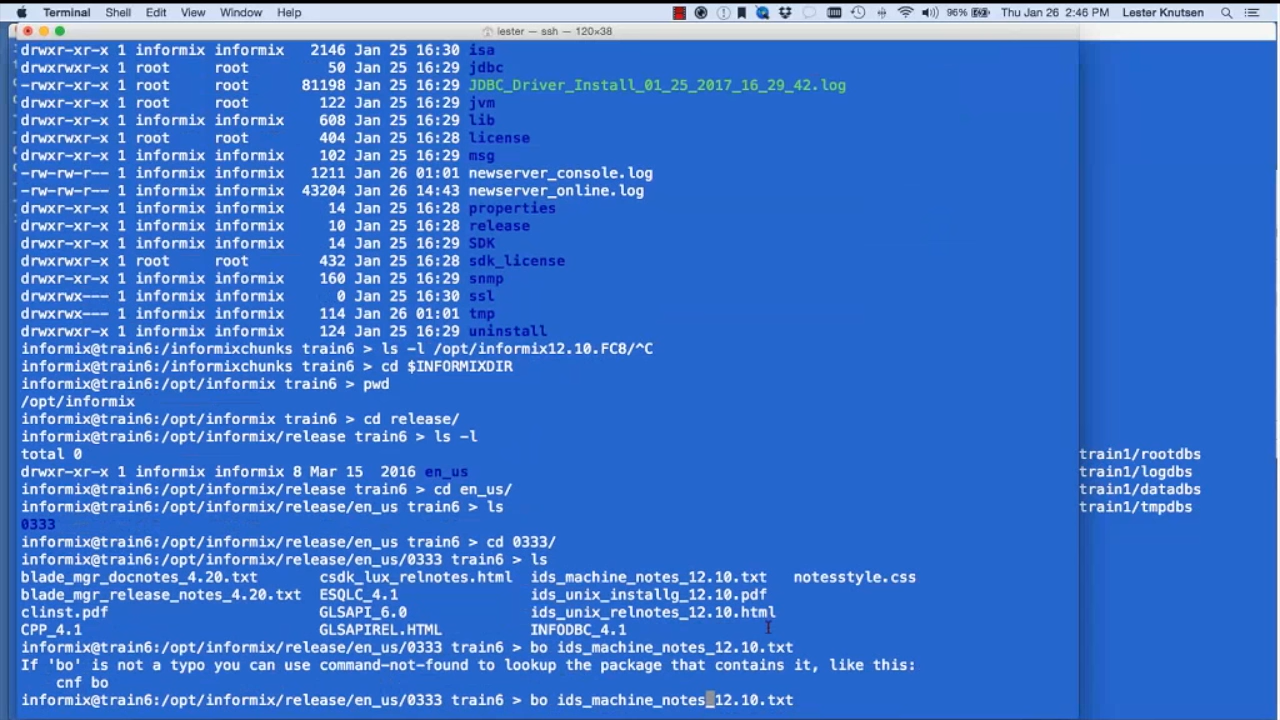 Terminal Shell Edit View Window Help 96% Thu Jan 26 2:46 PM Lester Knutsen
lester — ssh — 120×38
drwxr-xr-x 1 informix informix 2146 Jan 25 16:30 isa
drwxrwxr-x 1 root root 50 Jan 25 16:29 jdbc
-rwxr-xr-x 1 root root 81198 Jan 25 16:29 JDBC_Driver_Install_01_25_2017_16_29_42.log
drwxr-xr-x 1 root root 122 Jan 25 16:29 jvm
drwxr-xr-x 1 informix informix 608 Jan 25 16:29 lib
drwxrwxr-x 1 root root 404 Jan 25 16:28 license
drwxr-xr-x 1 informix informix 102 Jan 25 16:29 msg
-rw-rw-r-- 1 informix informix 1211 Jan 26 01:01 newserver_console.log
-rw-rw-r-- 1 informix informix 43204 Jan 26 14:43 newserver_online.log
drwxr-xr-x 1 informix informix 14 Jan 25 16:28 properties
drwxr-xr-x 1 informix informix 10 Jan 25 16:28 release
drwxr-xr-x 1 informix informix 14 Jan 25 16:29 SDK
drwxrwxr-x 1 root root 432 Jan 25 16:28 sdk_license
drwxr-xr-x 1 informix informix 160 Jan 25 16:29 snmp
drwxrwx--- 1 informix informix 0 Jan 25 16:30 ssl
drwxrwx--- 1 informix informix 114 Jan 26 01:01 tmp
drwxr-xr-x 1 informix informix 124 Jan 25 16:29 uninstall
informix@train6:/informixchunks train6 > ls -l /opt/informix12.10.FC8/^C
informix@train6:/informixchunks train6 > cd $INFORMIXDIR
informix@train6:/opt/informix train6 > pwd
/opt/informix
informix@train6:/opt/informix train6 > cd release/
informix@train6:/opt/informix/release train6 > ls -l
total 0
drwxr-xr-x 1 informix informix 8 Mar 15  2016 en_us
informix@train6:/opt/informix/release train6 > cd en_us/
informix@train6:/opt/informix/release/en_us train6 > ls
0333
informix@train6:/opt/informix/release/en_us train6 > cd 0333/
informix@train6:/opt/informix/release/en_us/0333 train6 > ls
blade_mgr_docnotes_4.20.txt csdk_lux_relnotes.html ids_machine_notes_12.10.txt notesstyle.css
blade_mgr_release_notes_4.20.txt ESQLC_4.1 ids_unix_installg_12.10.pdf
clinst.pdf GLSAPI_6.0 ids_unix_relnotes_12.10.html
CPP_4.1 GLSAPIREL.HTML INFODBC_4.1
informix@train6:/opt/informix/release/en_us/0333 train6 > bo ids_machine_notes_12.10.txt
If 'bo' is not a typo you can use command-not-found to lookup the package that contains it, like this:
cnf bo
informix@train6:/opt/informix/release/en_us/0333 train6 > bo ids_machine_notes_12.10.txt
train1/rootdbs
train1/logdbs
train1/datadbs
train1/tmpdbs